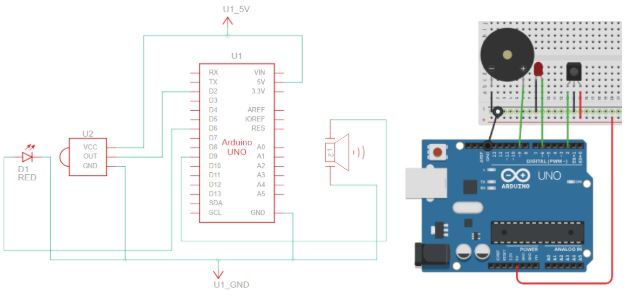 U1_5V
U1
RX
TX
D2
D3
D4
D5
D6
D7
D8
D9
D10
D11
D12
D13
SDA
SCL
VIN
5V
3.3V
AREF
IOREF
RES
A0
A1
A2
A3
A4
A5
GND
Arduino
UNO
U2
VCC
OUT
GND
D1
RED
U1_GND
DIGITAL (PWM~)
UNO
ARDUINO
POWER
ANALOG IN